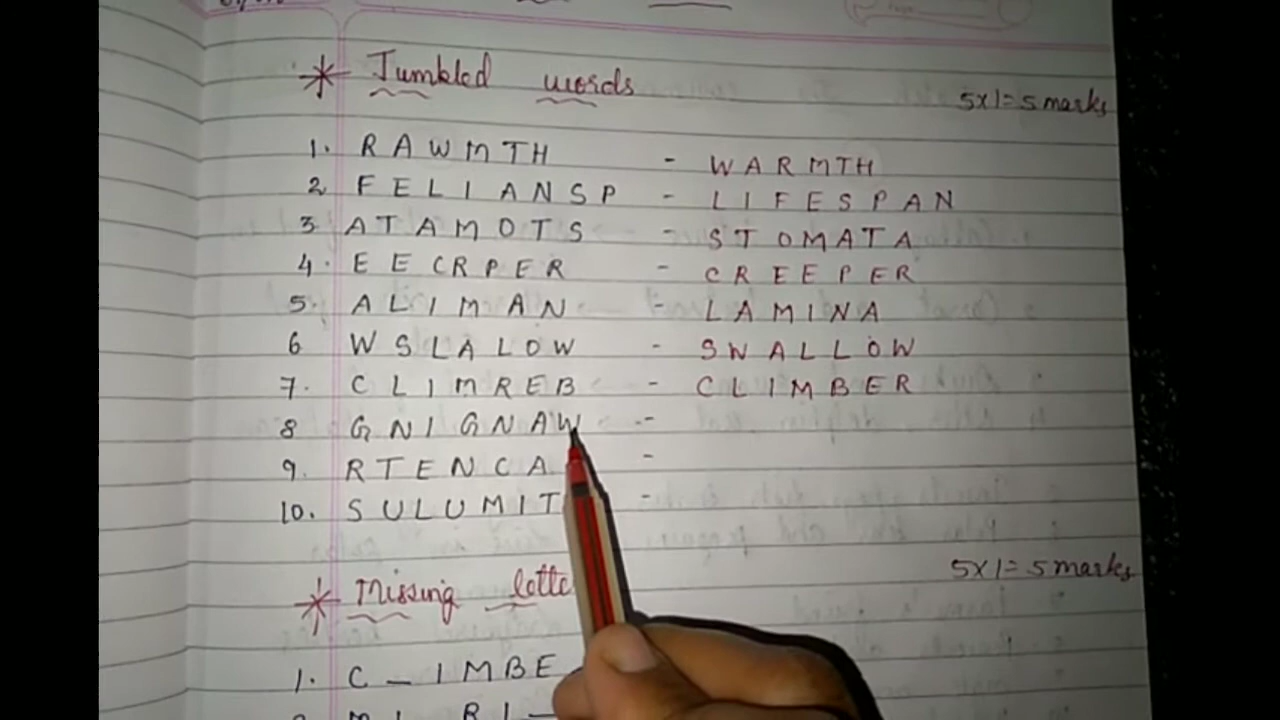 * Jumbled words 5x1=5 marks
1. RAWMTH - WARMTH
2 FELIANSP - LIFESPAN
3 ATAMOTS - STOMATA
4. EECRPER - CREEPER
5. ALIMAN - LAMINA
6 WSLALOW - SWALLOW
7. CLIMREB - CLIMBER
8 GNIGNAW -
9. RTENCA -
10. SULUMIT -
* Missing lette 5x1=5 marks
1. C_IMBE